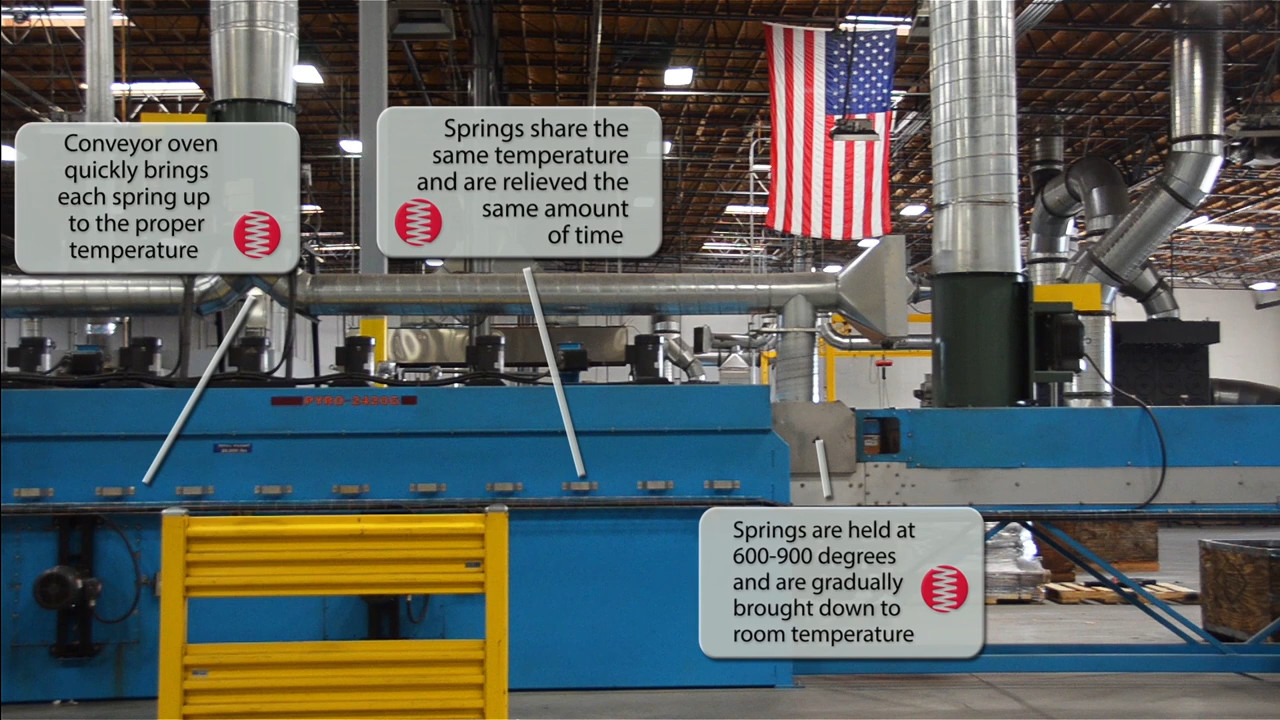 Conveyor oven
quickly brings
each spring up
to the proper
temperature
Springs share the
same temperature
and are relieved the
same amount
of time
Springs are held at
600-900 degrees
and are gradually
brought down to
room temperature